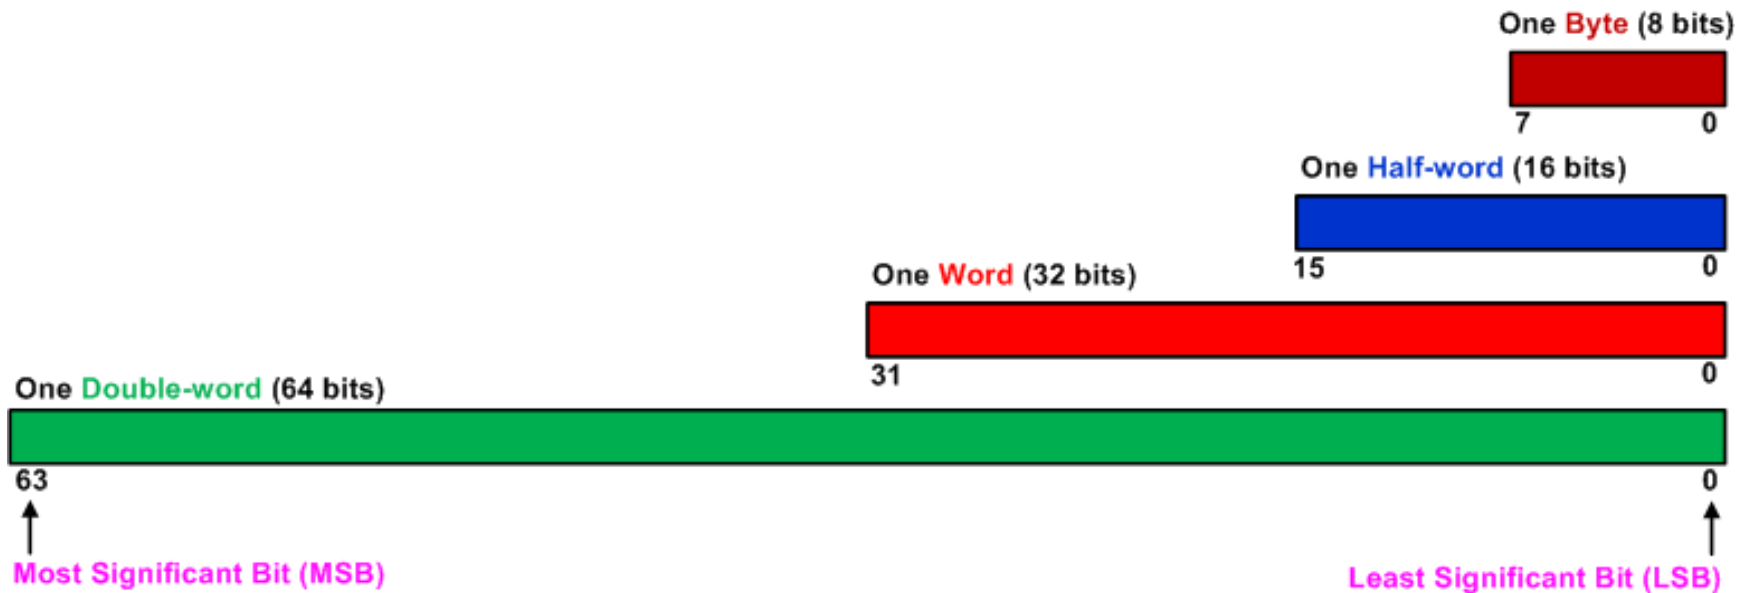 One Byte (8 bits)
7 0
One Half-word (16 bits)
15 0
One Word (32 bits)
31 0
One Double-word (64 bits)
63 0
Most Significant Bit (MSB)
Least Significant Bit (LSB)